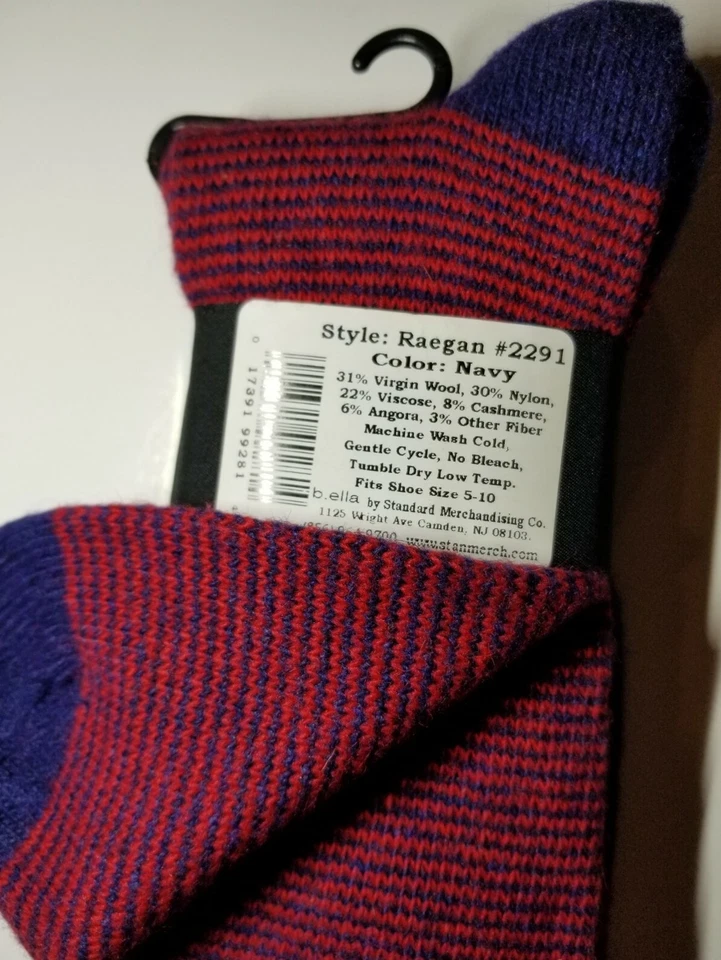 Style: Raegan #2291
Color: Navy
31% Virgin Wool, 30% Nylon,
22% Viscose, 8% Cashmere,
6% Angora, 3% Other Fiber
Machine Wash Cold,
Gentle Cycle, No Bleach,
Tumble Dry Low Temp.
Fits Shoe Size 5-10
b.ella by Standard Merchandising Co.
1125 Wright Ave Camden, NJ 08103.
www.stanmerch.com
0 17391 99281